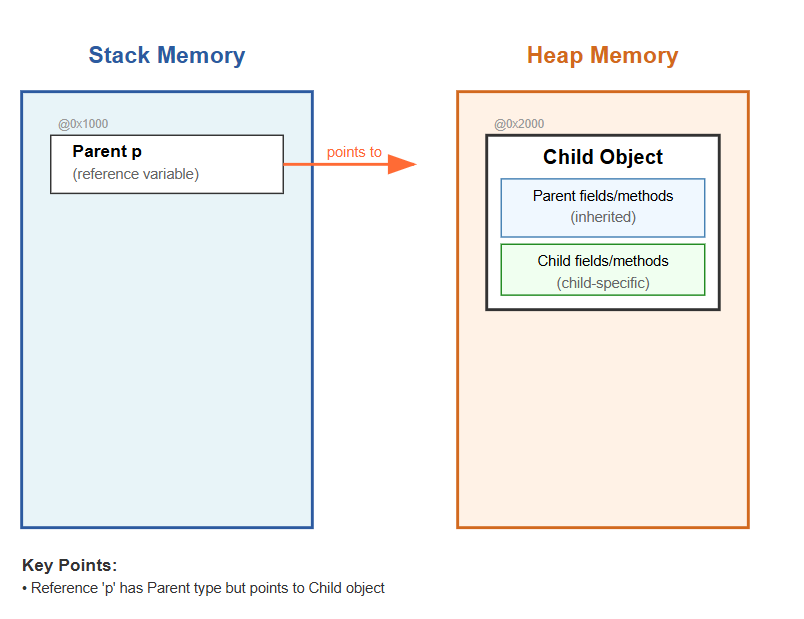 Stack Memory
Heap Memory
@0x1000
Parent p
(reference variable)
points to
@0x2000
Child Object
Parent fields/methods
(inherited)
Child fields/methods
(child-specific)
Key Points:
• Reference 'p' has Parent type but points to Child object